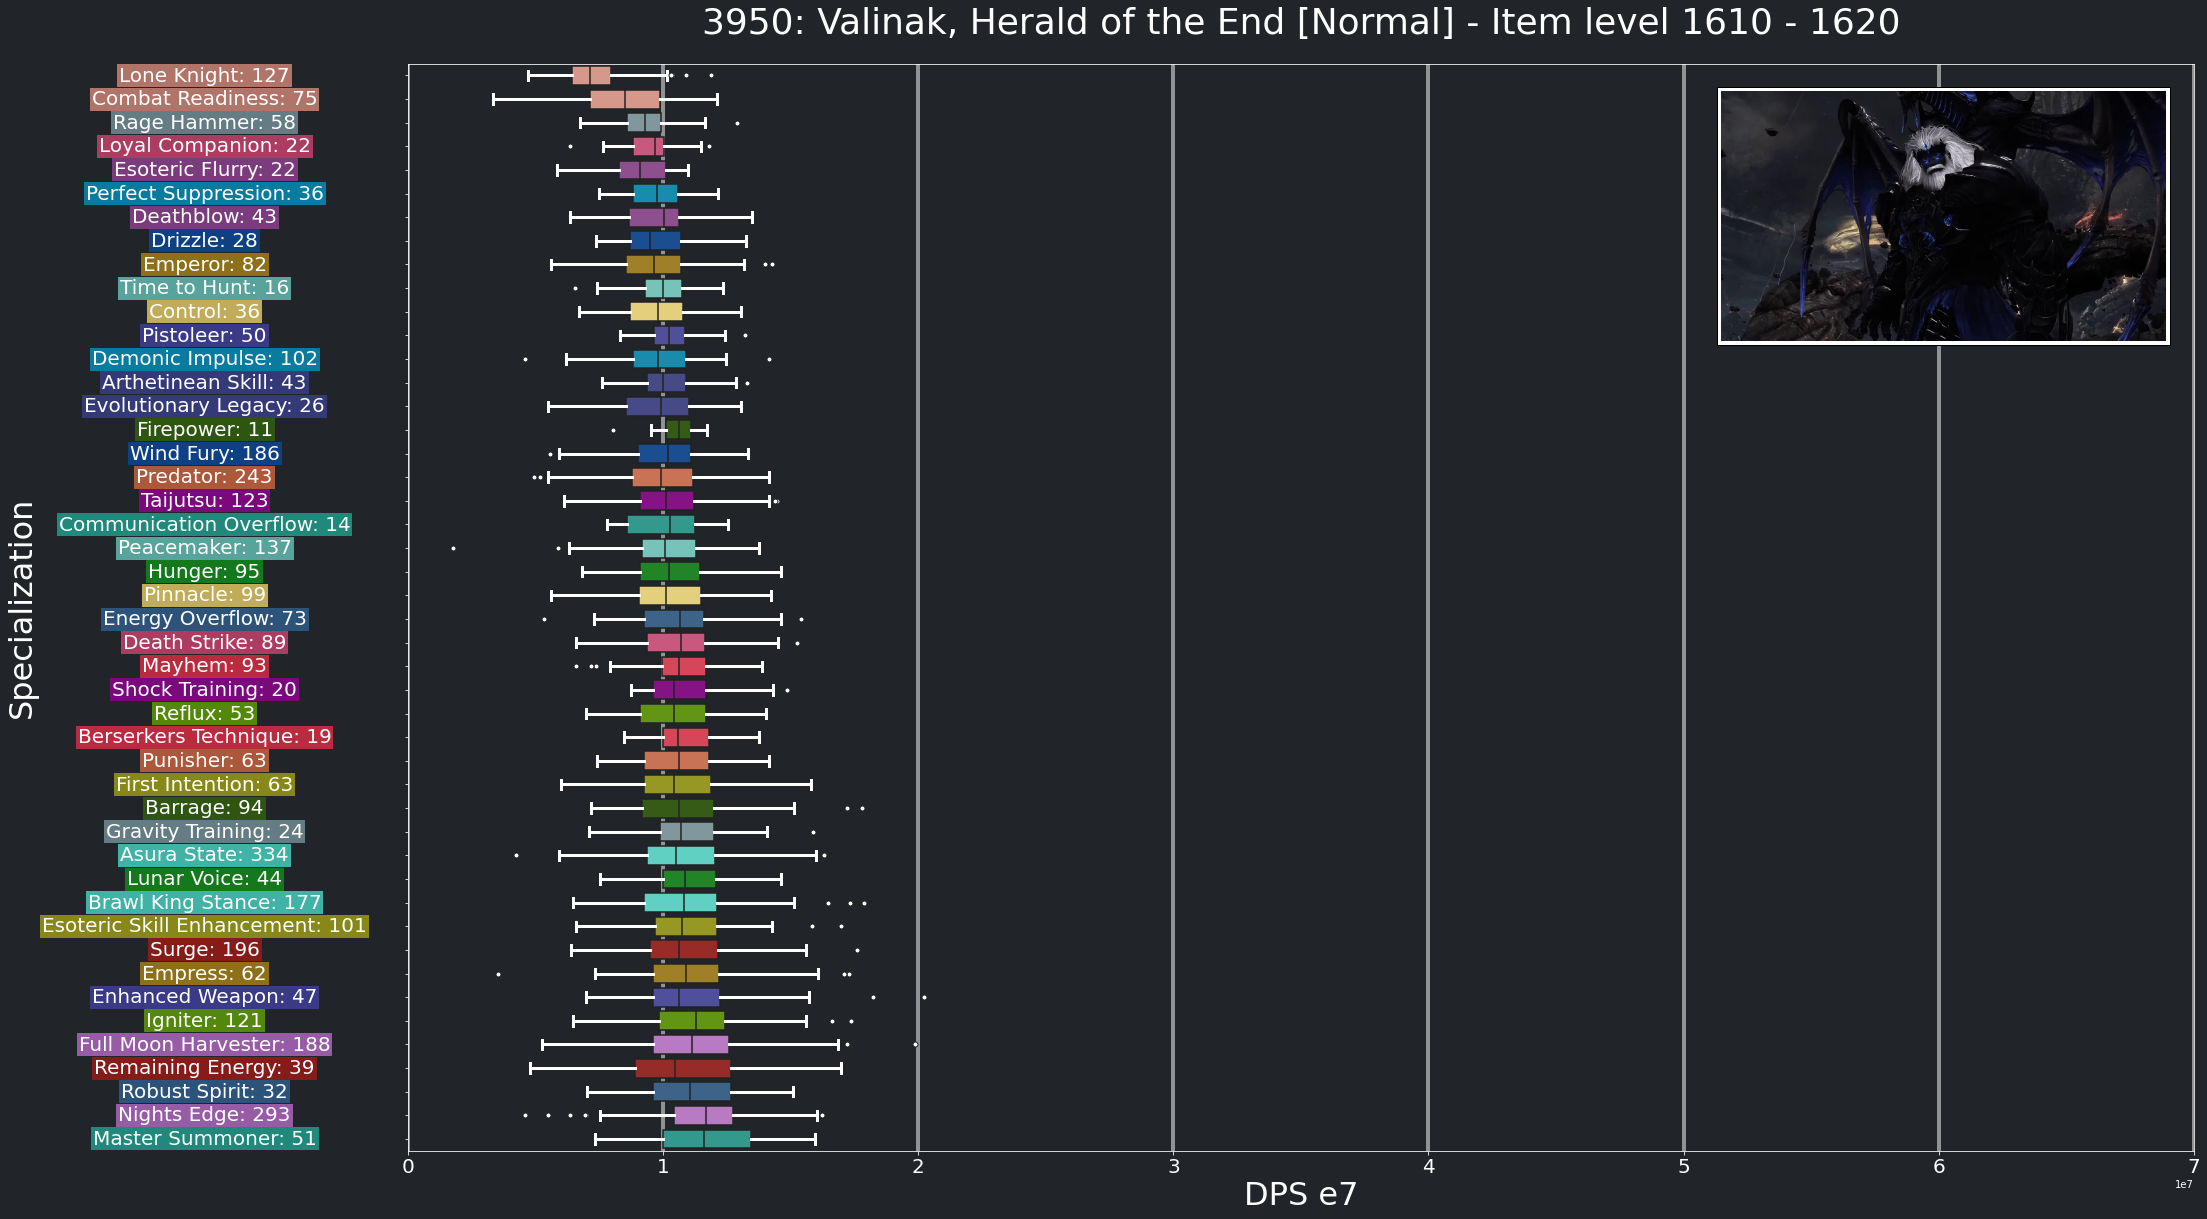 3950: Valinak, Herald of the End [Normal] - Item level 1610 - 1620
Lone Knight: 127
Combat Readiness: 75
Rage Hammer: 58
Loyal Companion: 22
Esoteric Flurry: 22
Perfect Suppression: 36
Deathblow: 43
Drizzle: 28
Emperor: 82
Time to Hunt: 16
Control: 36
Pistoleer: 50
Demonic Impulse: 102
Arthetinean Skill: 43
Evolutionary Legacy: 26
Firepower: 11
Wind Fury: 186
Predator: 243
Taijutsu: 123
Communication Overflow: 14
Peacemaker: 137
Hunger: 95
Pinnacle: 99
Energy Overflow: 73
Death Strike: 89
Mayhem: 93
Shock Training: 20
Reflux: 53
Berserkers Technique: 19
Punisher: 63
First Intention: 63
Barrage: 94
Gravity Training: 24
Asura State: 334
Lunar Voice: 44
Brawl King Stance: 177
Esoteric Skill Enhancement: 101
Surge: 196
Empress: 62
Enhanced Weapon: 47
Igniter: 121
Full Moon Harvester: 188
Remaining Energy: 39
Robust Spirit: 32
Nights Edge: 293
Master Summoner: 51
Specialization
0 1 2 3 4 5 6 7
1e7
DPS e7